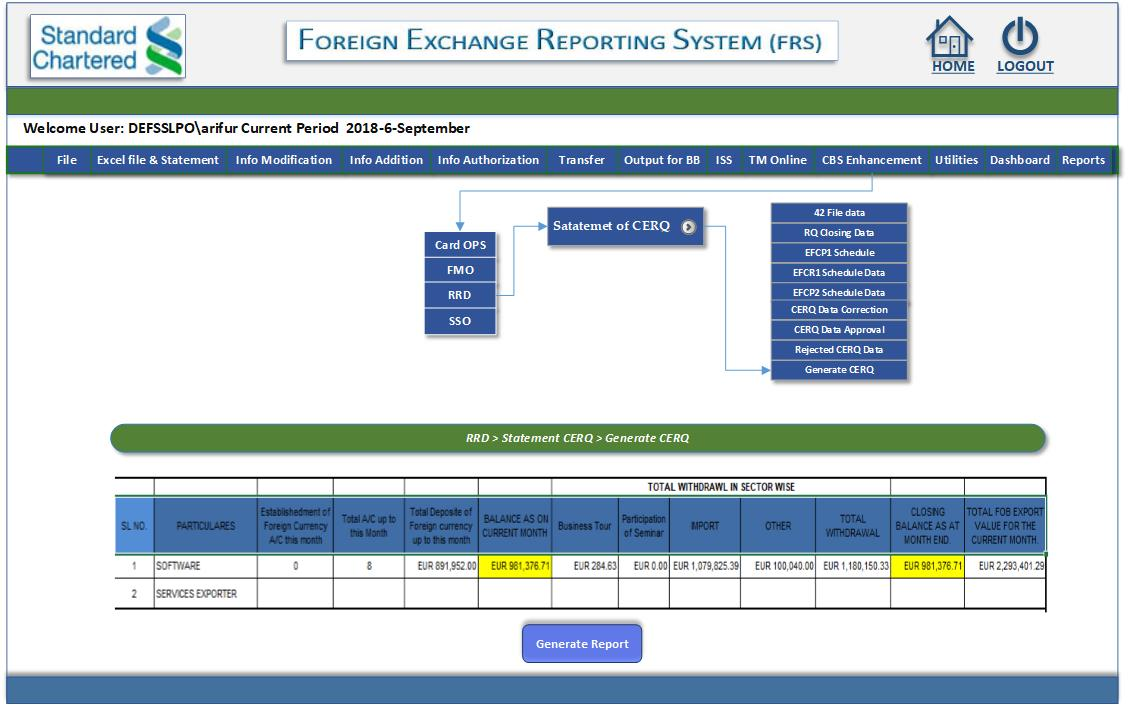 Standard
Chartered
FOREIGN EXCHANGE REPORTING SYSTEM (FRS)
HOME
LOGOUT
Welcome User: DEFSSLPO\arifur Current Period 2018-6-September
File
Excel file & Statement
Info Modification
Info Addition
Info Authorization
Transfer
Output for BB
ISS
TM Online
CBS Enhancement
Utilities
Dashboard
Reports
Card OPS
FMO
RRD
SSO
Satatemet of CERQ
42 File data
RQ Closing Data
EFCP1 Schedule
EFCR1 Schedule Data
EFCP2 Schedule Data
CERQ Data Correction
CERQ Data Approval
Rejected CERQ Data
Generate CERQ
RRD > Statement CERQ > Generate CERQ
TOTAL WITHDRAWL IN SECTOR WISE
SL NO.
PARTICULARES
Establishedment of
Foreign Currency
A/C this month
Total A/C up to
this Month
Total Deposite of
Foreign currency
up to this month
BALANCE AS ON
CURRENT MONTH
Business Tour
Participation
of Seminar
IMPORT
OTHER
TOTAL
WITHDRAWAL
CLOSING
BALANCE AS AT
MONTH END.
TOTAL FOB EXPORT
VALUE FOR THE
CURRENT MONTH.
1 SOFTWARE 0 8 EUR 891,952.00 EUR 981,376.71 EUR 284.63 EUR 0.00 EUR 1,079,825.39 EUR 100,040.00 EUR 1,180,150.33 EUR 981,376.71 EUR 2,293,401.29
2 SERVICES EXPORTER
Generate Report